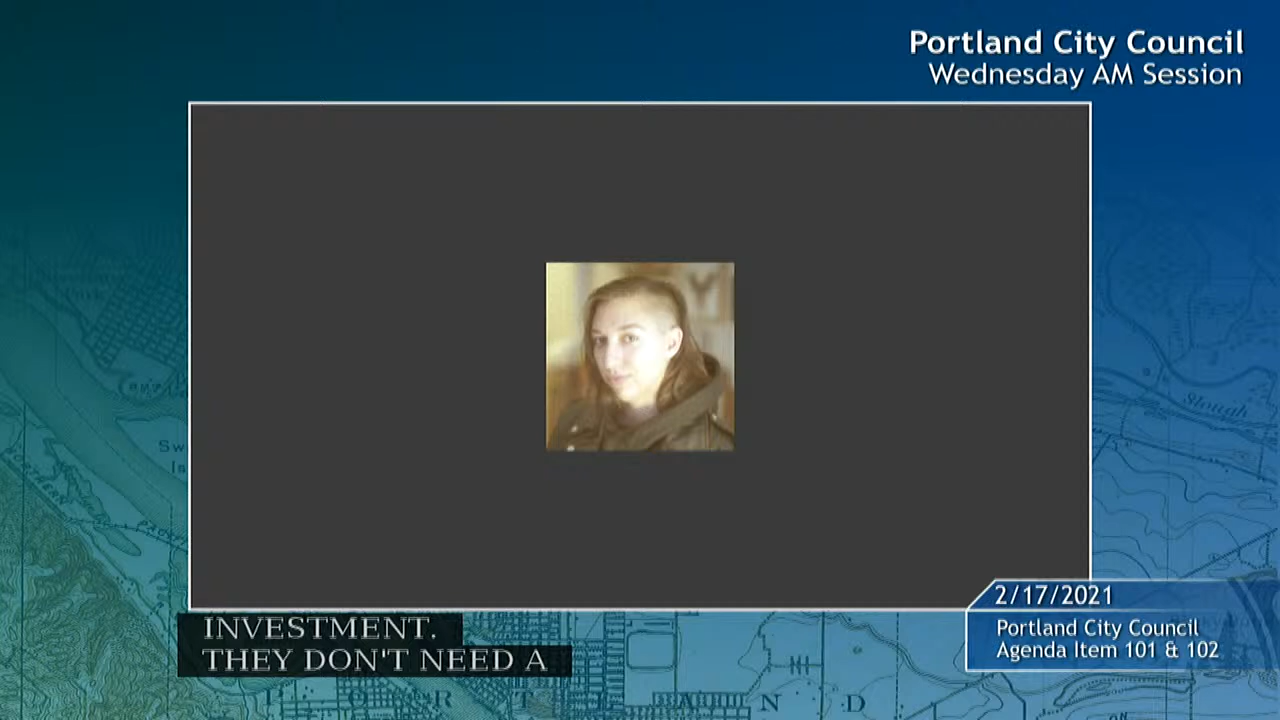 Portland City Council
Wednesday AM Session
Slough
2/17/2021
Portland City Council
Agenda Item 101 & 102
INVESTMENT.
THEY DON'T NEED A
P O R T L A N D